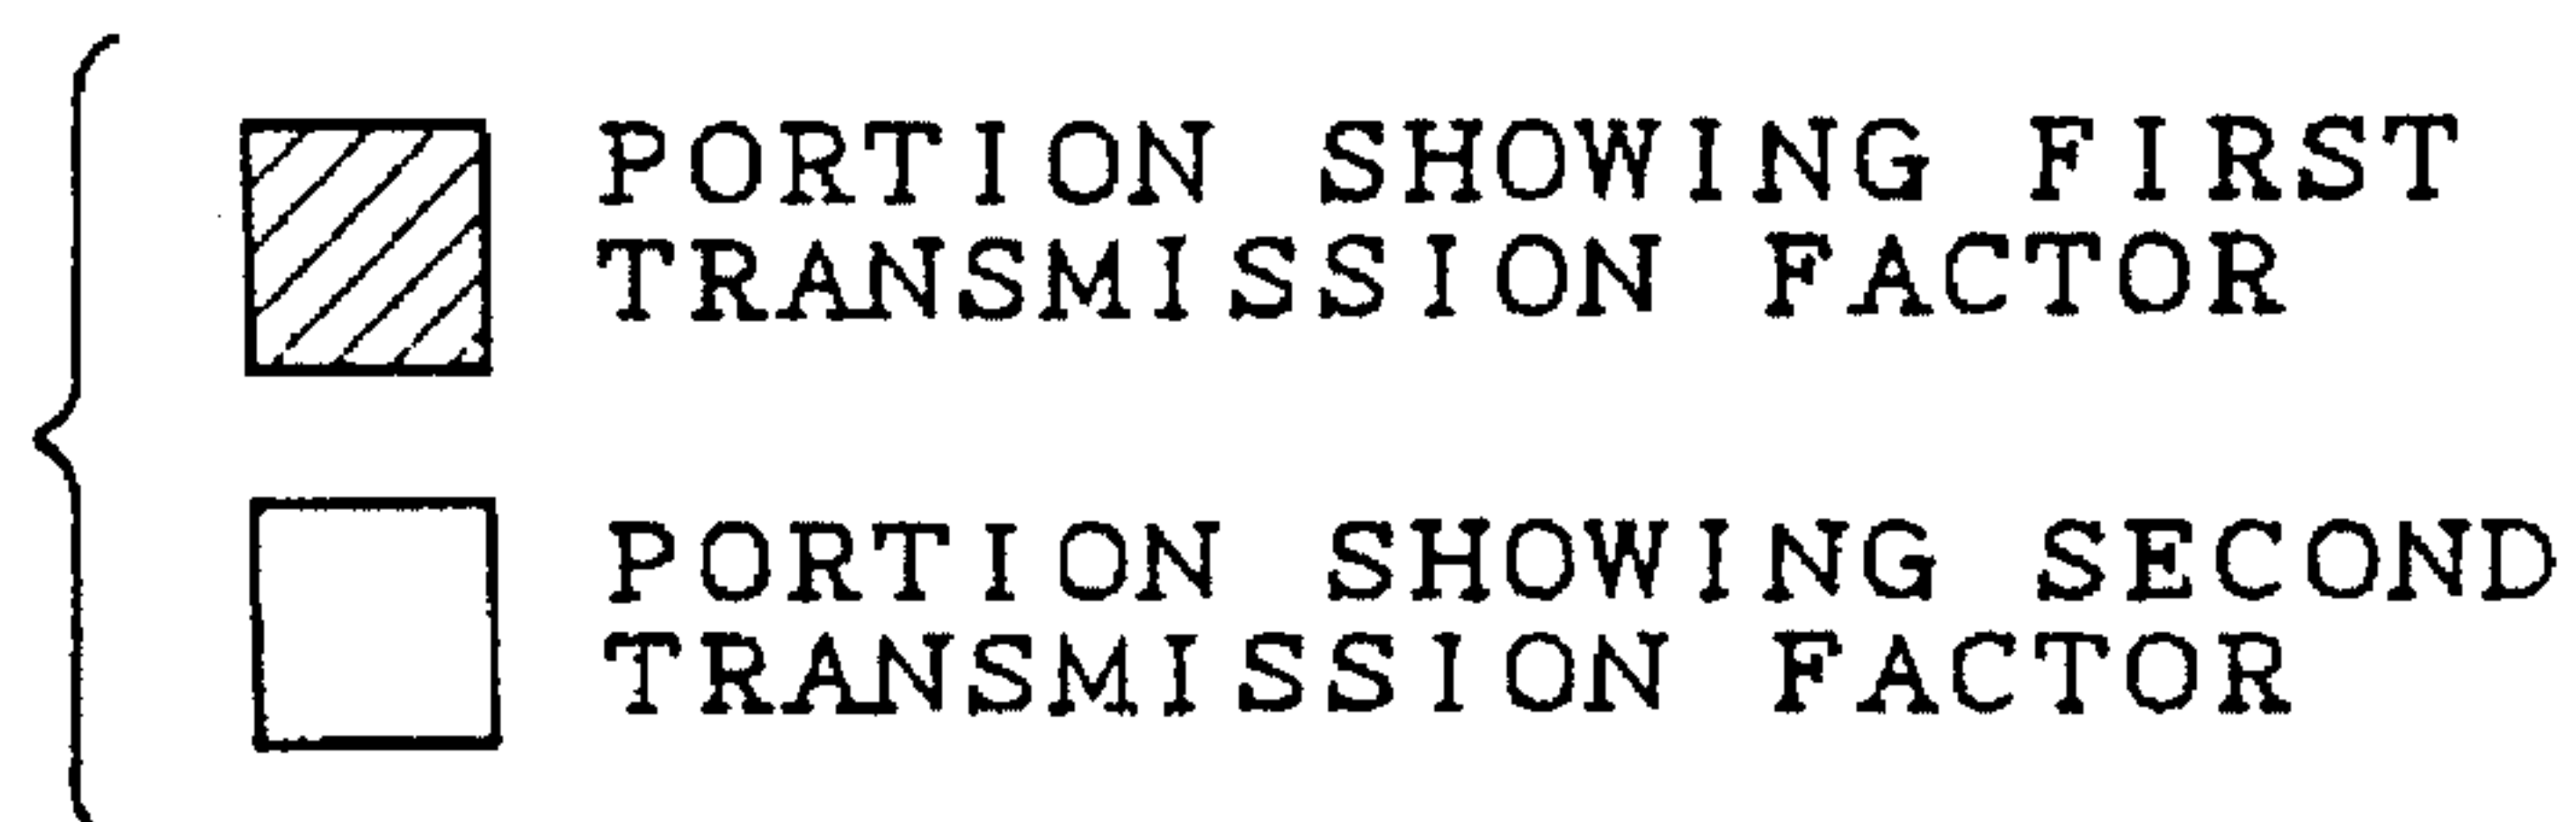 PORTION SHOWING FIRST
TRANSMISSION FACTOR
PORTION SHOWING SECOND
TRANSMISSION FACTOR